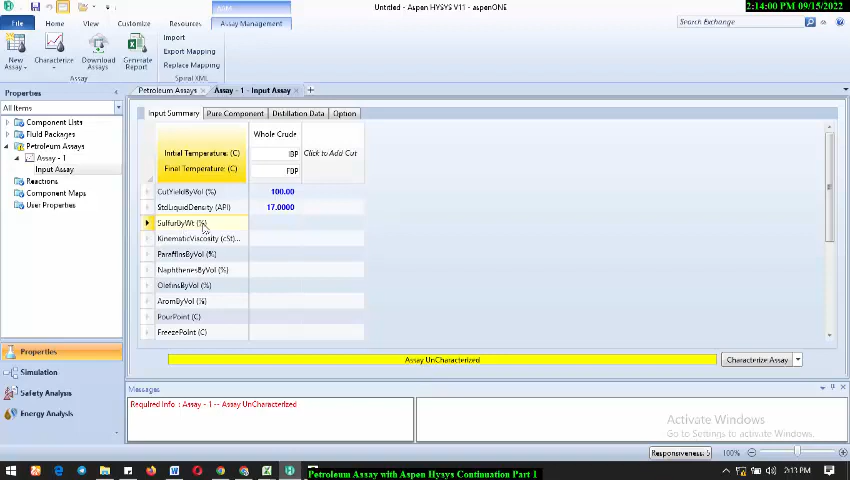 ADM
Untitled - Aspen HYSYS V11 - aspenONE
2:14:00 PM 09/15/2022
File
Home
View
Customize
Resources
Assay Management
Search Exchange
New Assay
Characterize
Download Assays
Generate Report
Import
Export Mapping
Replace Mapping
Assay
Spiral XML
Properties
Petroleum Assays
Assay - 1 - Input Assay
All Items
Component Lists
Fluid Packages
Petroleum Assays
Assay - 1
Input Assay
Reactions
Component Maps
User Properties
Input Summary
Pure Component
Distillation Data
Option
Whole Crude
Initial Temperature: (C)
IBP
Click to Add Cut
Final Temperature: (C)
FBP
CutYieldByVol (%) 100.00
StdLiquidDensity (API) 17.0000
SulfurByWt (%)
KinematicViscosity (cSt)...
ParaffinsByVol (%)
NaphthenesByVol (%)
OlefinsByVol (%)
AromByVol (%)
PourPoint (C)
FreezePoint (C)
Properties
Simulation
Safety Analysis
Energy Analysis
Assay UnCharacterized
Characterize Assay
Messages
Required Info : Assay - 1 -- Assay UnCharacterized
Activate Windows
Go to Settings to activate Windows.
Responsiveness: 5
100%
Petroleum Assay with Aspen Hysys Continuation Part 1
2:13 PM